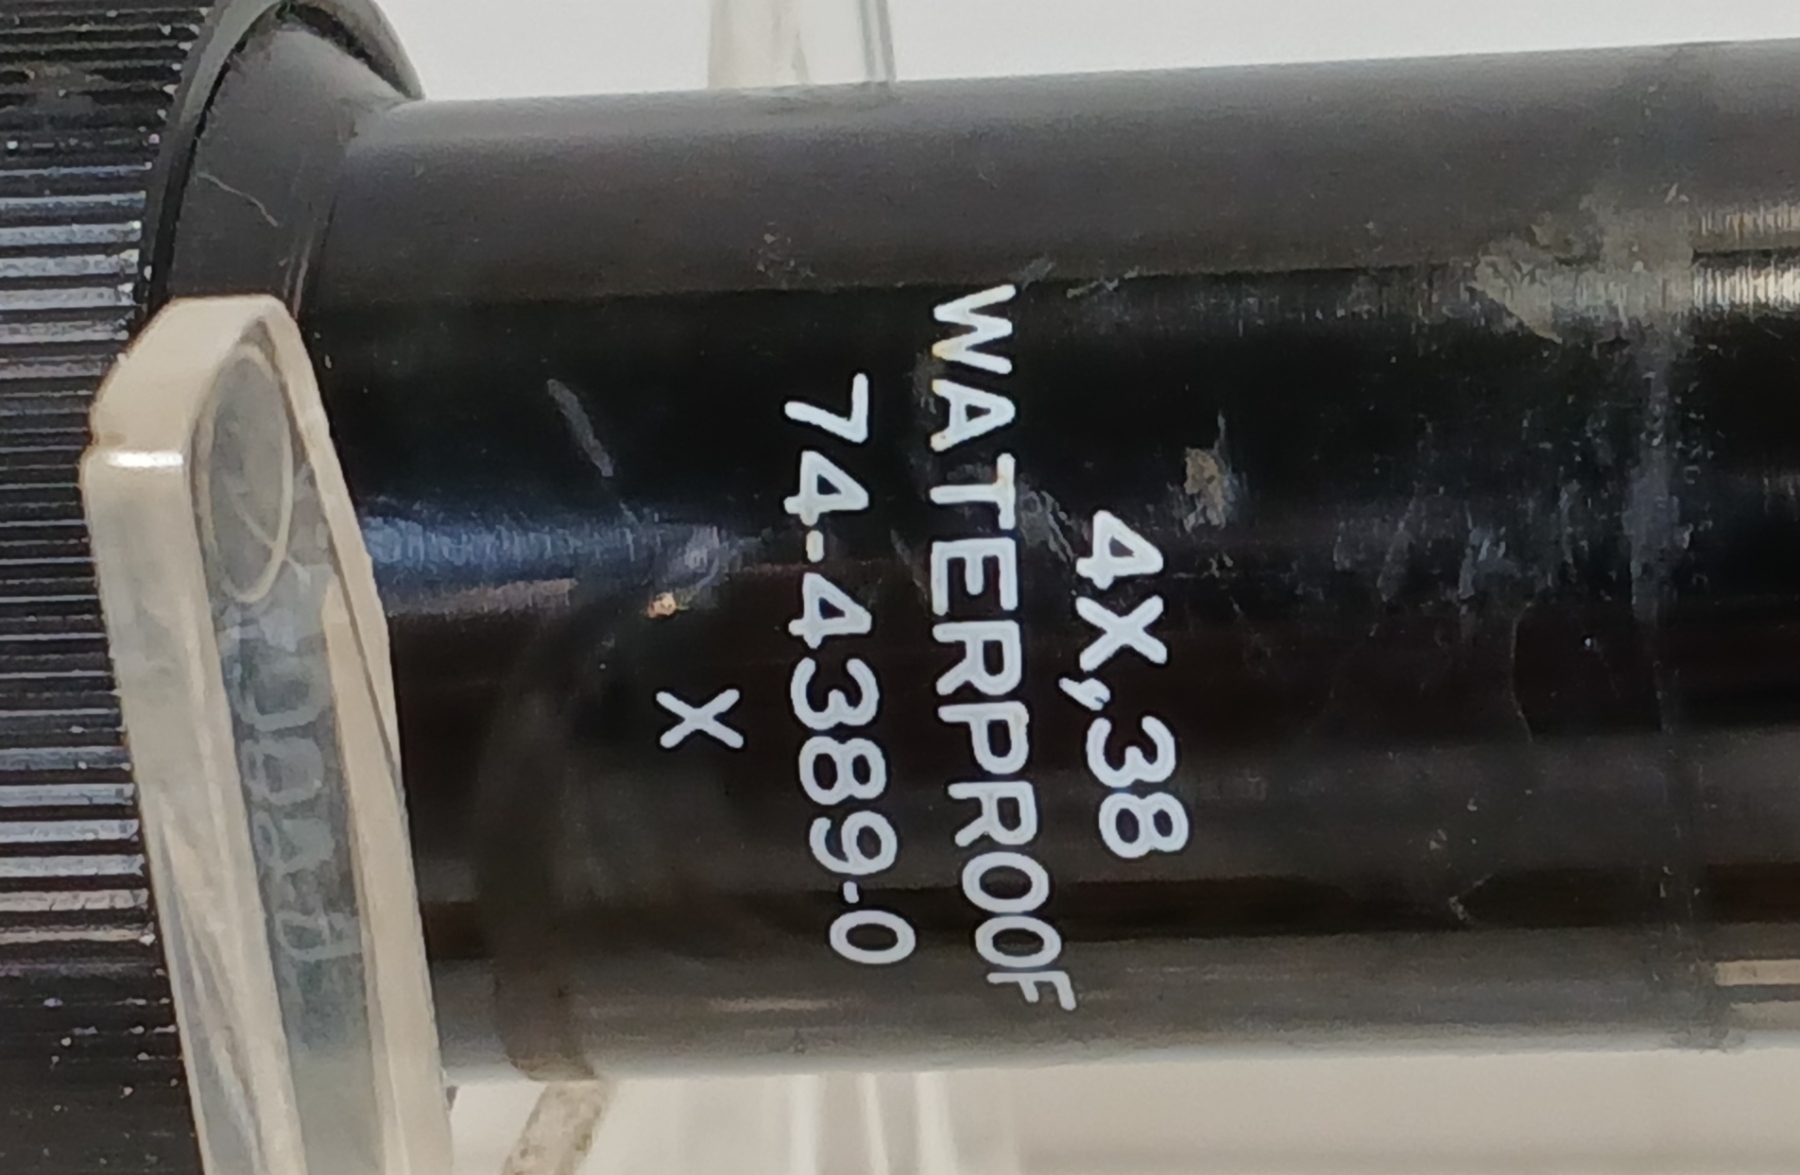 4X,38
WATERPROOF
74-4389-0
X